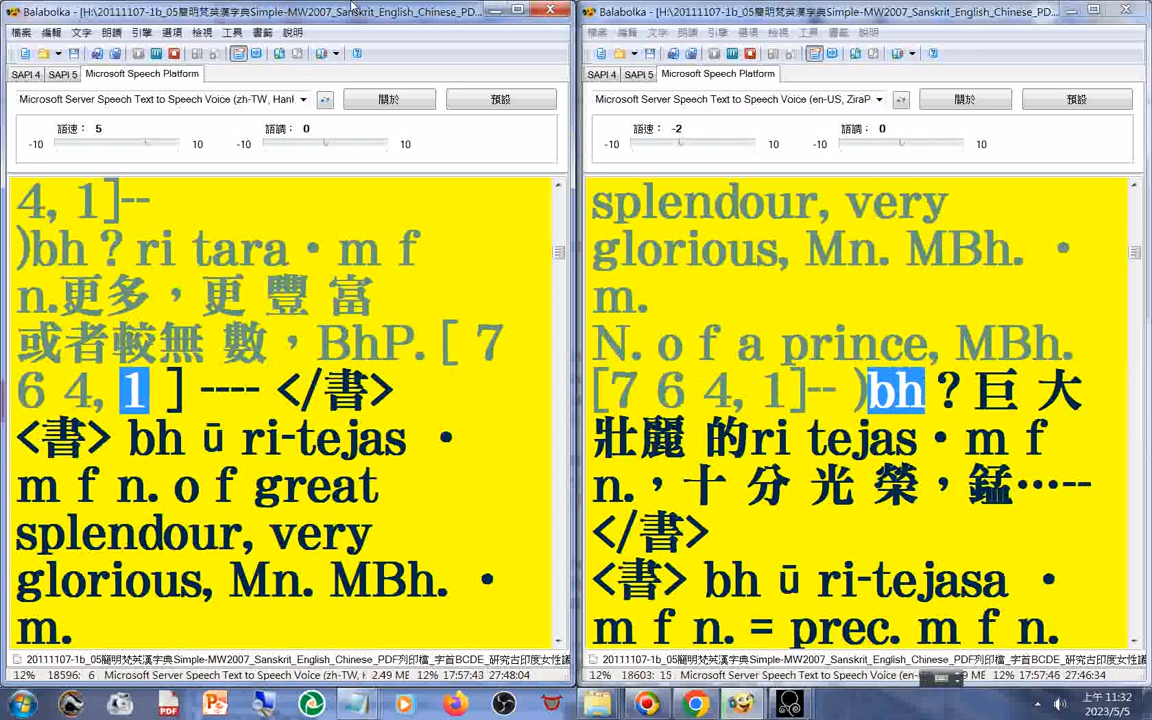 Balabolka - [H:\20111107-1b_05簡明梵英漢字典Simple-MW2007_Sanskrit_English_Chinese_PD...
檔案 編輯 文字 朗讀 引擎 選項 檢視 工具 書籤 說明
SAPI 4 SAPI 5 Microsoft Speech Platform
Microsoft Server Speech Text to Speech Voice (zh-TW, HanH
關於 預設
語速： 5 語調： 0
-10 10 -10 10
4, 1]--
)bh？ri tara‧m f
n.更多，更 豐 富
或者較無 數，BhP. [ 7
6 4, 1 ] ---- </書>
<書> bh ū ri-tejas ‧
m f n. o f great
splendour, very
glorious, Mn. MBh. ‧
m.
20111107-1b_05簡明梵英漢字典Simple-MW2007_Sanskrit_English_Chinese_PDF列印檔_字首BCDE_研究古印度女性議
12% 18596: 6 Microsoft Server Speech Text to Speech Voice (zh-TW, H 2.49 ME 12% 17:57:43 27:48:04
Balabolka - [H:\20111107-1b_05簡明梵英漢字典Simple-MW2007_Sanskrit_English_Chinese_PD...
檔案 編輯 文字 朗讀 引擎 選項 檢視 工具 書籤 說明
SAPI 4 SAPI 5 Microsoft Speech Platform
Microsoft Server Speech Text to Speech Voice (en-US, ZiraP
關於 預設
語速： -2 語調： 0
-10 10 -10 10
splendour, very
glorious, Mn. MBh. ‧
m.
N. o f a prince, MBh.
[7 6 4, 1]-- )bh？巨 大
壯麗 的ri tejas‧m f
n.，十 分 光 榮，錳…--
</書>
<書> bh ū ri-tejasa ‧
m f n. = prec. m f n.
20111107-1b_05簡明梵英漢字典Simple-MW2007_Sanskrit_English_Chinese_PDF列印檔_字首BCDE_研究古印度女性議
12% 18603: 15 Microsoft Server Speech Text to Speech Voice (en-u ME 12% 17:57:46 27:46:34
上午 11:32
2023/5/5